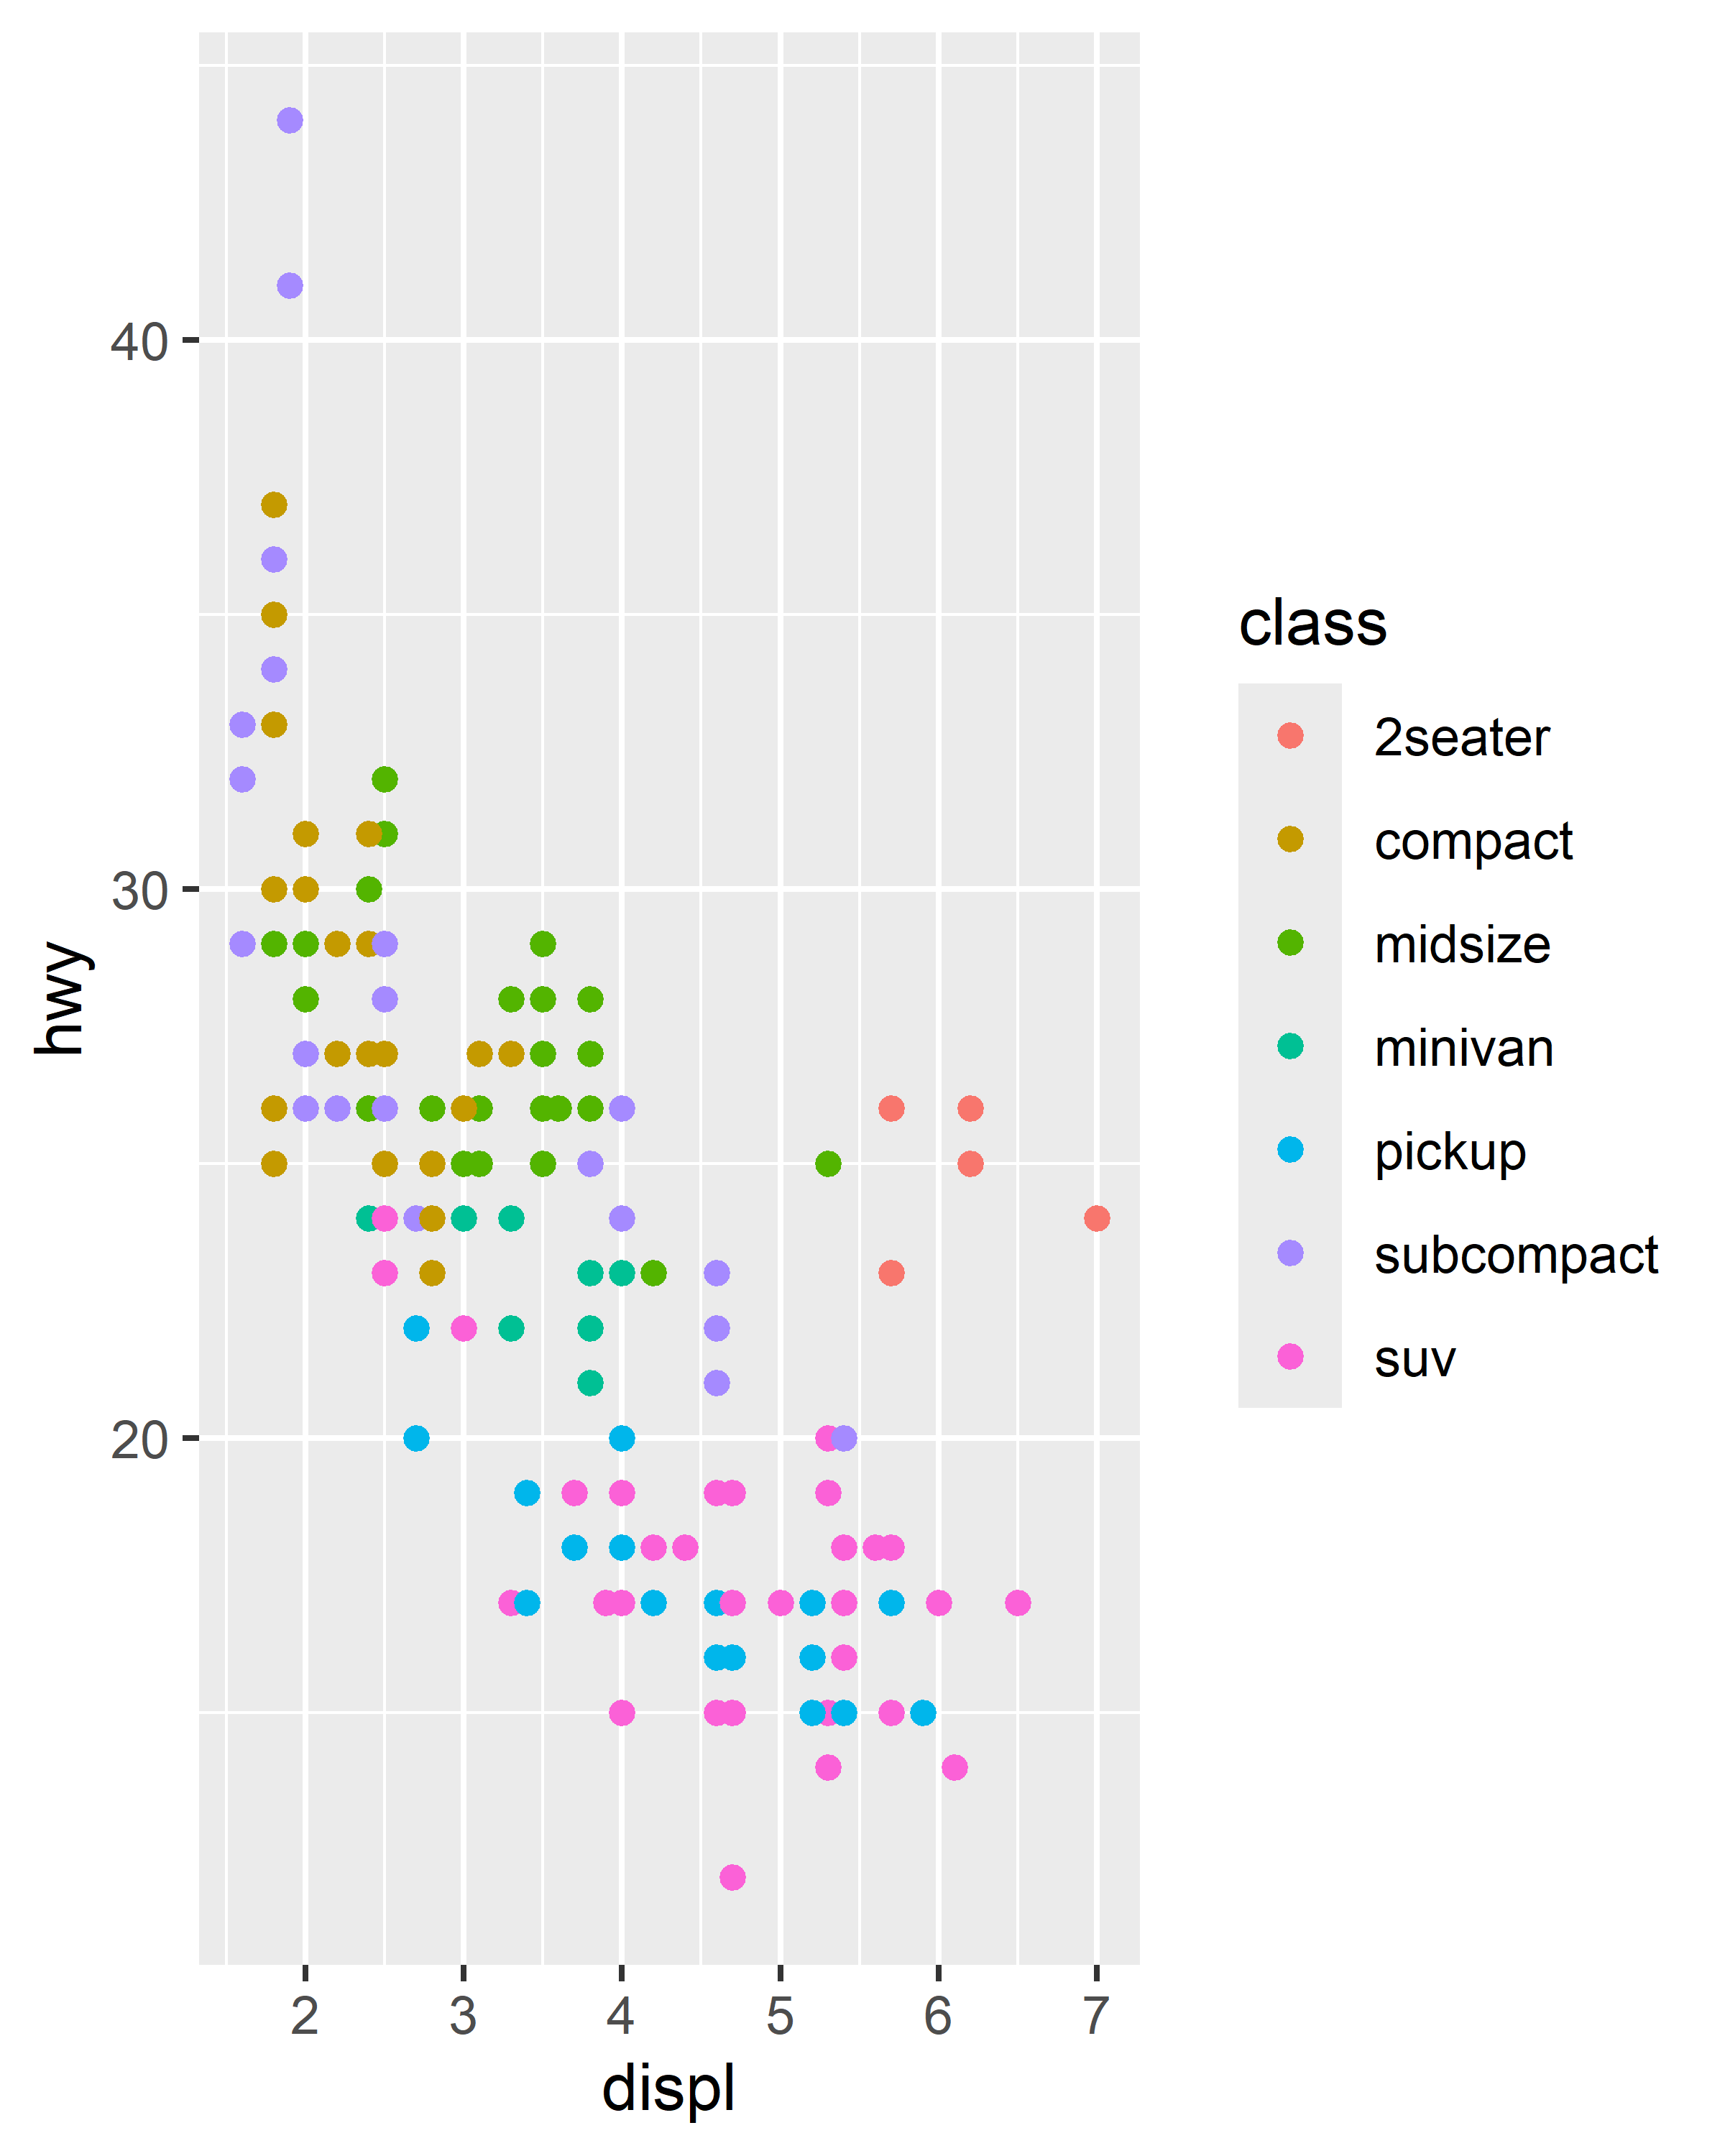 hwy
40
30
20
2 3 4 5 6 7
displ
class
2seater
compact
midsize
minivan
pickup
subcompact
suv